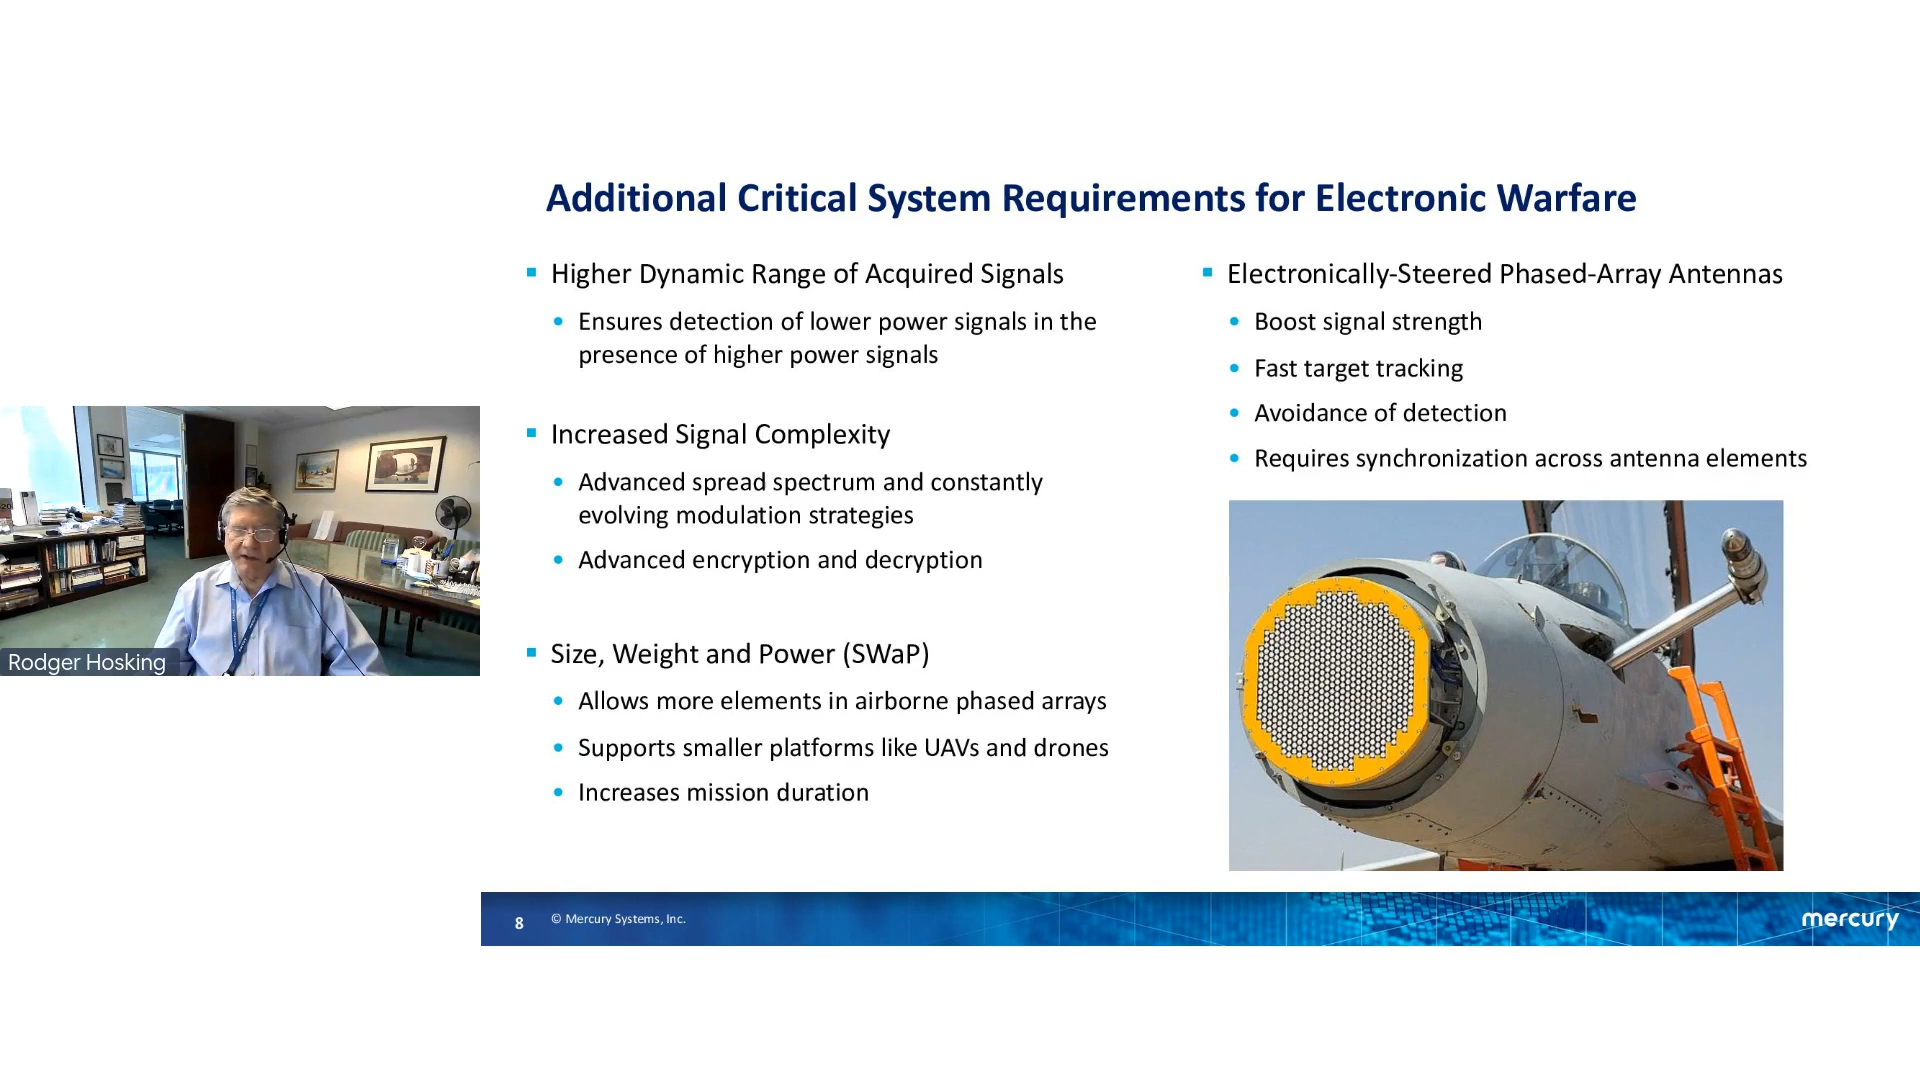 Additional Critical System Requirements for Electronic Warfare
Higher Dynamic Range of Acquired Signals
Ensures detection of lower power signals in the
presence of higher power signals
Increased Signal Complexity
Advanced spread spectrum and constantly
evolving modulation strategies
Advanced encryption and decryption
Size, Weight and Power (SWaP)
Allows more elements in airborne phased arrays
Supports smaller platforms like UAVs and drones
Increases mission duration
Electronically-Steered Phased-Array Antennas
Boost signal strength
Fast target tracking
Avoidance of detection
Requires synchronization across antenna elements
Rodger Hosking
8
© Mercury Systems, Inc.
mercury